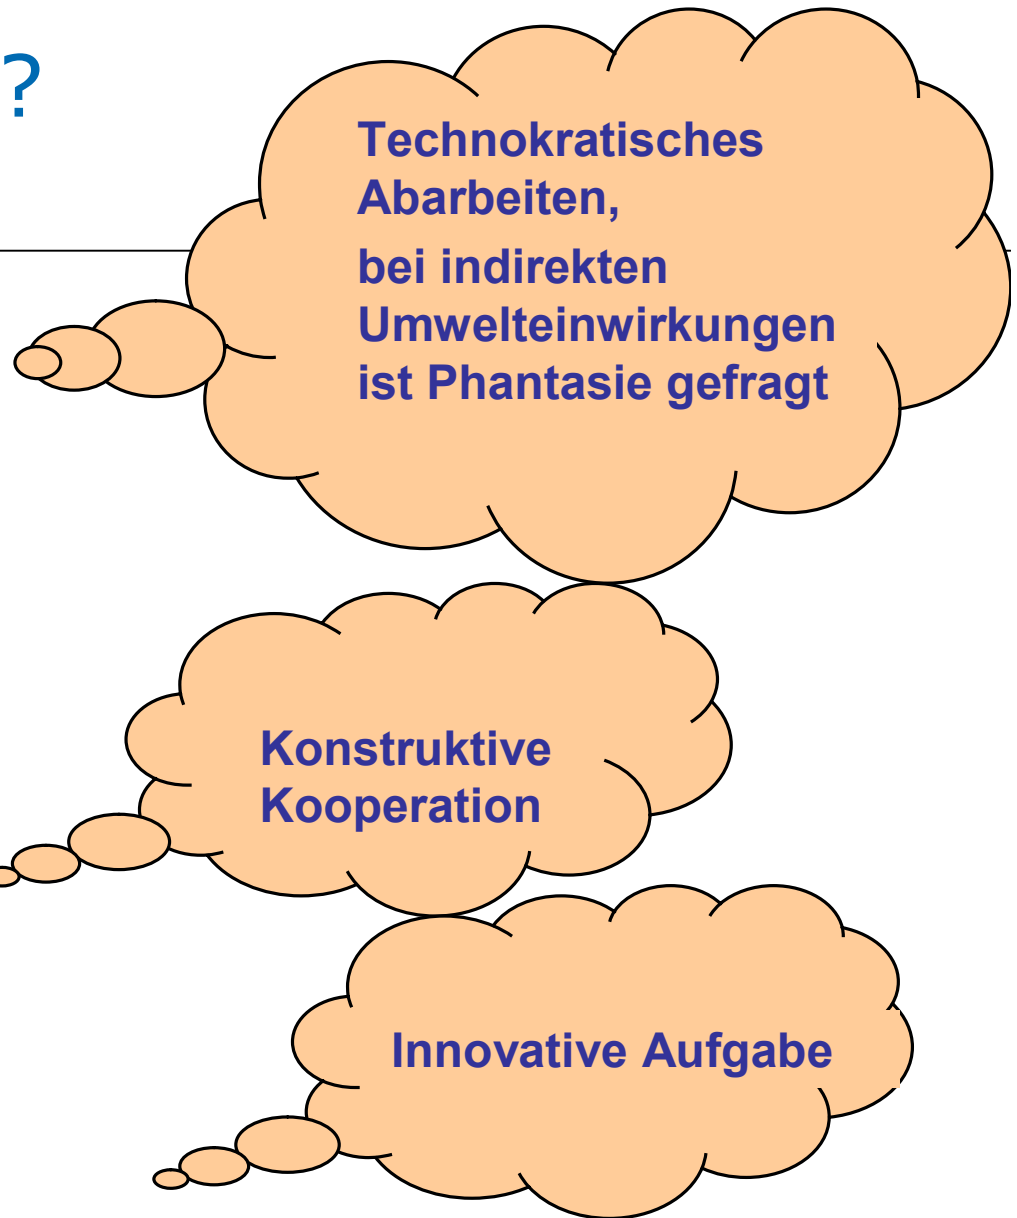 ?
Technokratisches
Abarbeiten,
bei indirekten
Umwelteinwirkungen
ist Phantasie gefragt
Konstruktive
Kooperation
Innovative Aufgabe